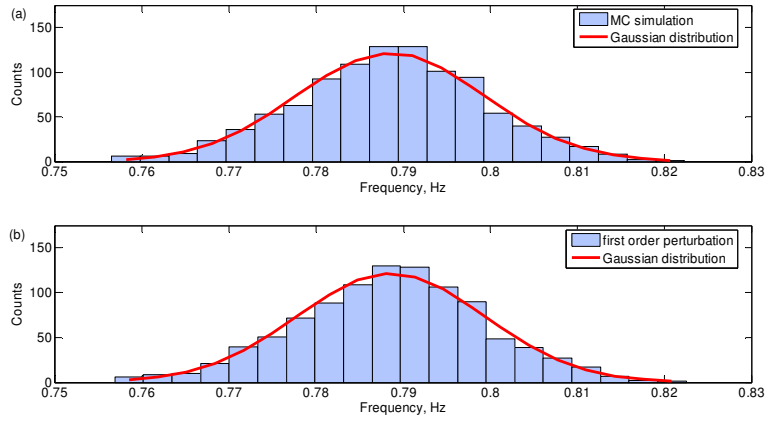 (a)
150
100
50
0
Counts
MC simulation
Gaussian distribution
0.75 0.76 0.77 0.78 0.79 0.8 0.81 0.82 0.83
Frequency, Hz
(b)
150
100
50
0
Counts
first order perturbation
Gaussian distribution
0.75 0.76 0.77 0.78 0.79 0.8 0.81 0.82 0.83
Frequency, Hz